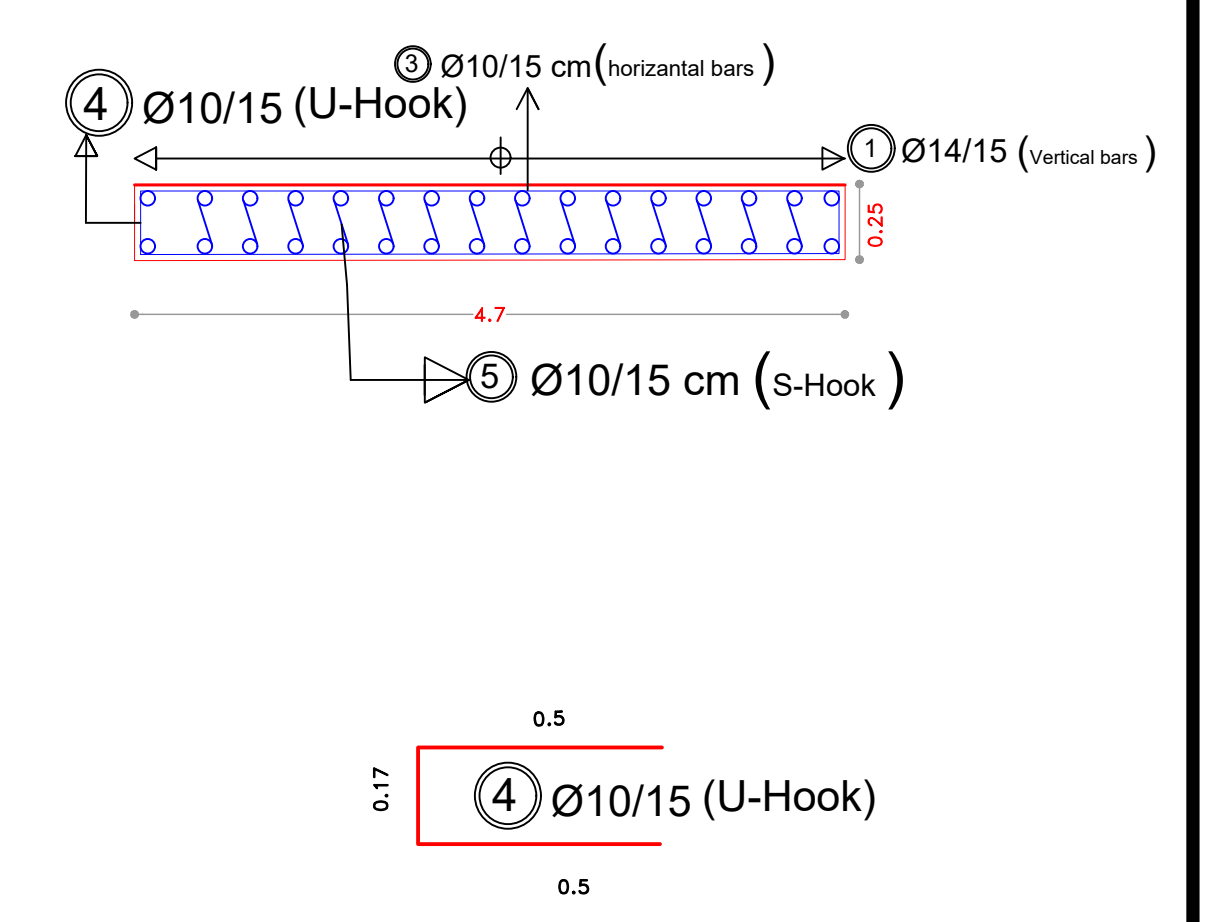 3 Ø10/15 cm(horizantal bars )
4 Ø10/15 (U-Hook)
1 Ø14/15 (Vertical bars )
0.25
4.7
5 Ø10/15 cm (S-Hook )
0.5
0.17
4 Ø10/15 (U-Hook)
0.5